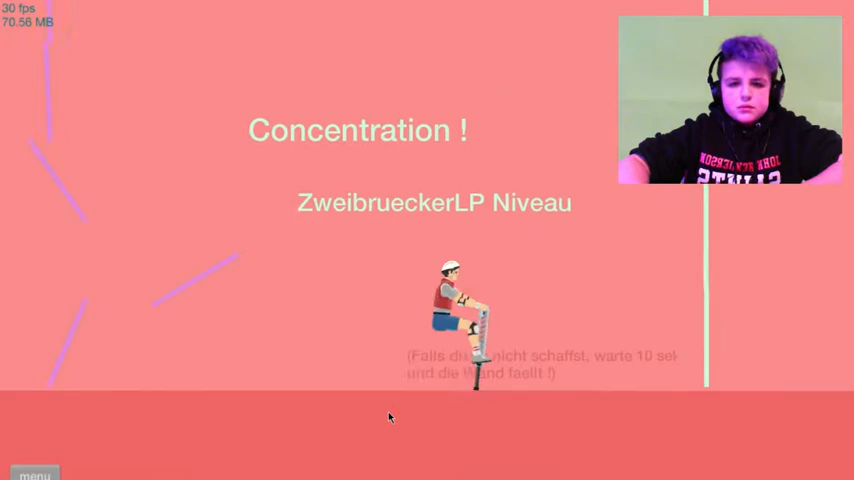 30 fps
70.56 MB
Concentration !
ZweibrueckerLP Niveau
(Falls du nicht schaffst, warte 10 sek
und die Wand faellt !)
menu